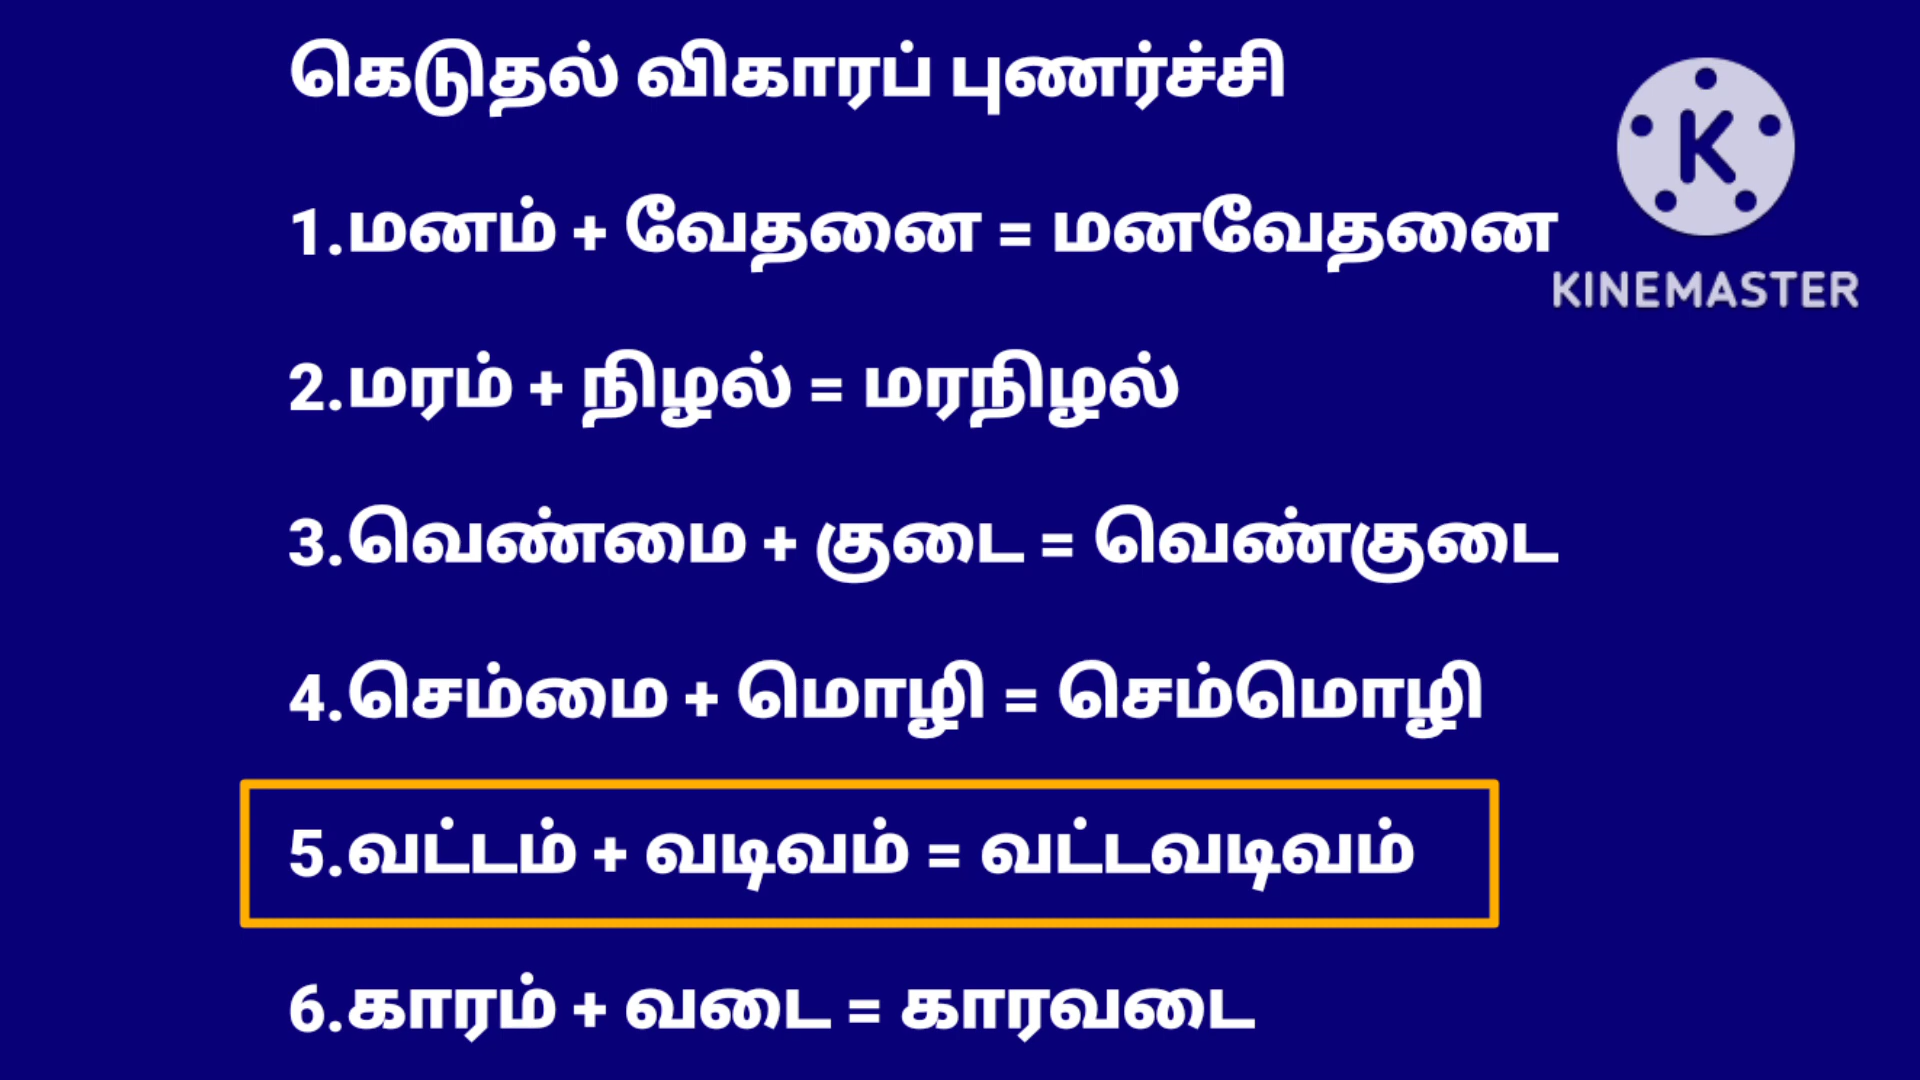 கெடுதல் விகாரப் புணர்ச்சி
1.மனம் + வேதனை = மனவேதனை
K
KINEMASTER
2.மரம் + நிழல் = மரநிழல்
3.வெண்மை + குடை = வெண்குடை
4.செம்மை + மொழி = செம்மொழி
5.வட்டம் + வடிவம் = வட்டவடிவம்
6.காரம் + வடை = காரவடை